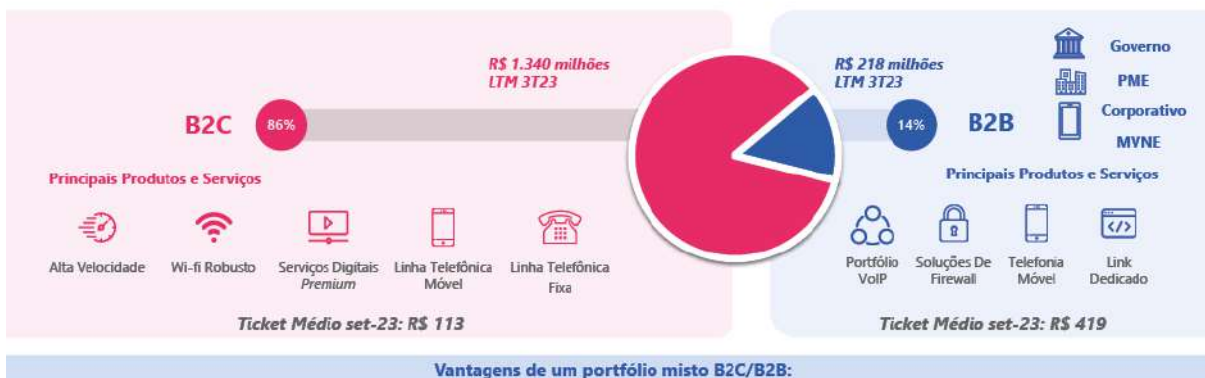 R$ 1.340 milhões
LTM 3T23
B2C
86%
Principais Produtos e Serviços
Alta Velocidade
Wi-fi Robusto
Serviços Digitais
Premium
Linha Telefônica
Móvel
Linha Telefônica
Fixa
Ticket Médio set-23: R$ 113
R$ 218 milhões
LTM 3T23
14%
B2B
Governo
PME
Corporativo
MVNE
Principais Produtos e Serviços
Portfólio
VoIP
Soluções De
Firewall
Telefonia
Móvel
</>
Link
Dedicado
Ticket Médio set-23: R$ 419
Vantagens de um portfólio misto B2C/B2B: